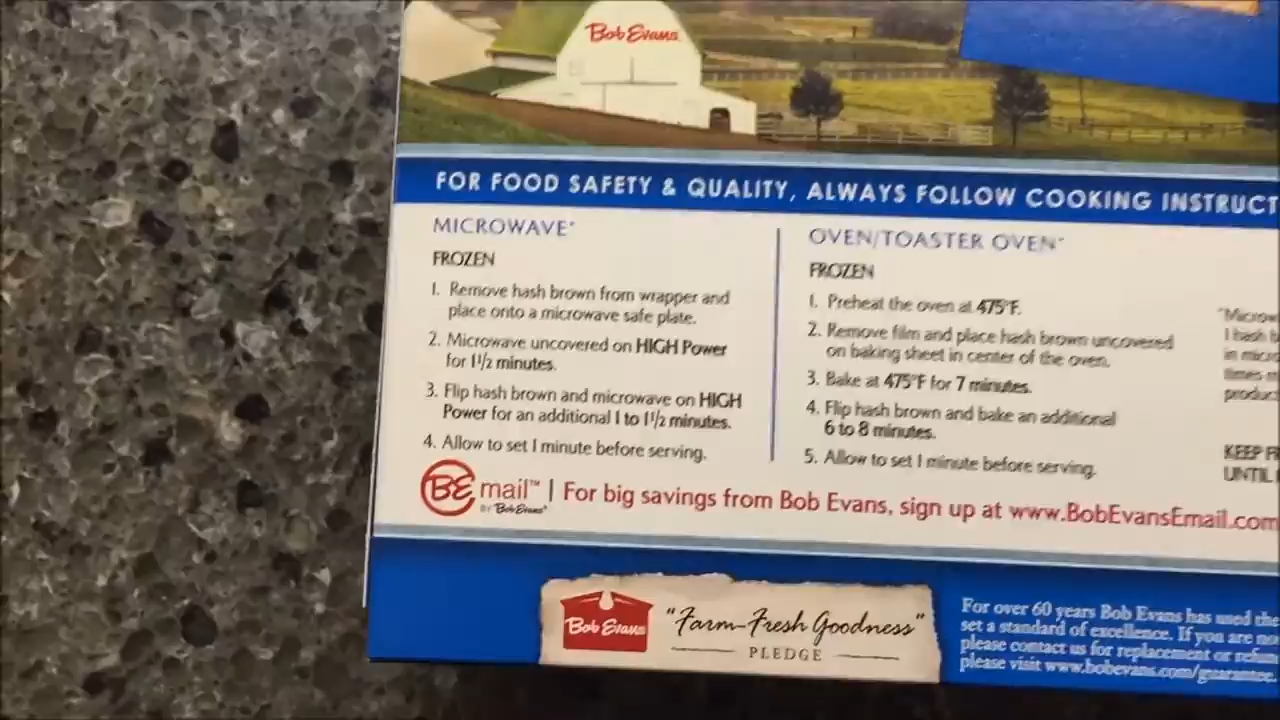 Bob Evans
FOR FOOD SAFETY & QUALITY, ALWAYS FOLLOW COOKING INSTRUCT
MICROWAVE*
FROZEN
1. Remove hash brown from wrapper and
place onto a microwave safe plate.
2. Microwave uncovered on HIGH Power
for 1 1/2 minutes.
3. Flip hash brown and microwave on HIGH
Power for an additional 1 to 1 1/2 minutes.
4. Allow to set 1 minute before serving.
OVEN/TOASTER OVEN*
FROZEN
1. Preheat the oven at 475°F.
2. Remove film and place hash brown uncovered
on baking sheet in center of the oven.
3. Bake at 475°F for 7 minutes.
4. Flip hash brown and bake an additional
6 to 8 minutes.
5. Allow to set 1 minute before serving.
*Microw
1 hash b
in micro
times m
product
KEEP FR
UNTIL
BE mail™ | For big savings from Bob Evans, sign up at www.BobEvansEmail.com
BY Bob Evans®
Bob Evans
"Farm-Fresh Goodness"
PLEDGE
For over 60 years Bob Evans has used the
set a standard of excellence. If you are no
please contact us for replacement or refun
please visit www.bobevans.com/guarantee.